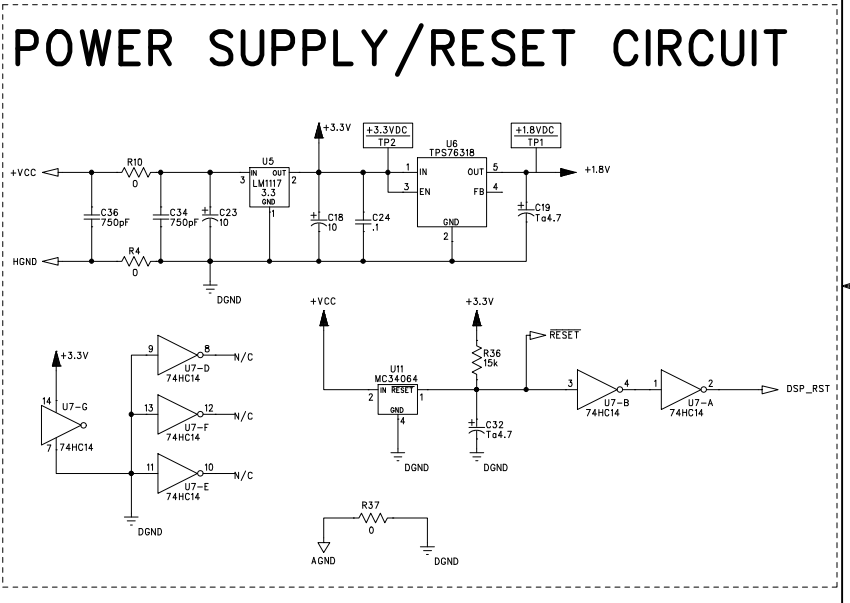 POWER SUPPLY/RESET CIRCUIT
+3.3V
+3.3VDC
TP2
U6
TPS76318
+1.8VDC
TP1
+VCC
R10
0
U5
3 IN OUT 2
LM1117
3.3
GND
1
1 IN OUT 5
3 EN FB 4
GND
2
+1.8V
C36
750pF
C34
750pF
+ C23
10
+ C18
10
C24
.1
+ C19
Ta4.7
HGND
R4
0
DGND
+VCC
+3.3V
RESET
R36
15k
U11
MC34064
2 IN RESET 1
GND
4
DGND
+ C32
Ta4.7
DGND
3 4
U7-B
74HC14
1 2
U7-A
74HC14
DSP_RST
+3.3V
14 U7-G
7 74HC14
9 8 N/C
U7-D
74HC14
13 12 N/C
U7-F
74HC14
11 10 N/C
U7-E
74HC14
DGND
R37
0
AGND
DGND